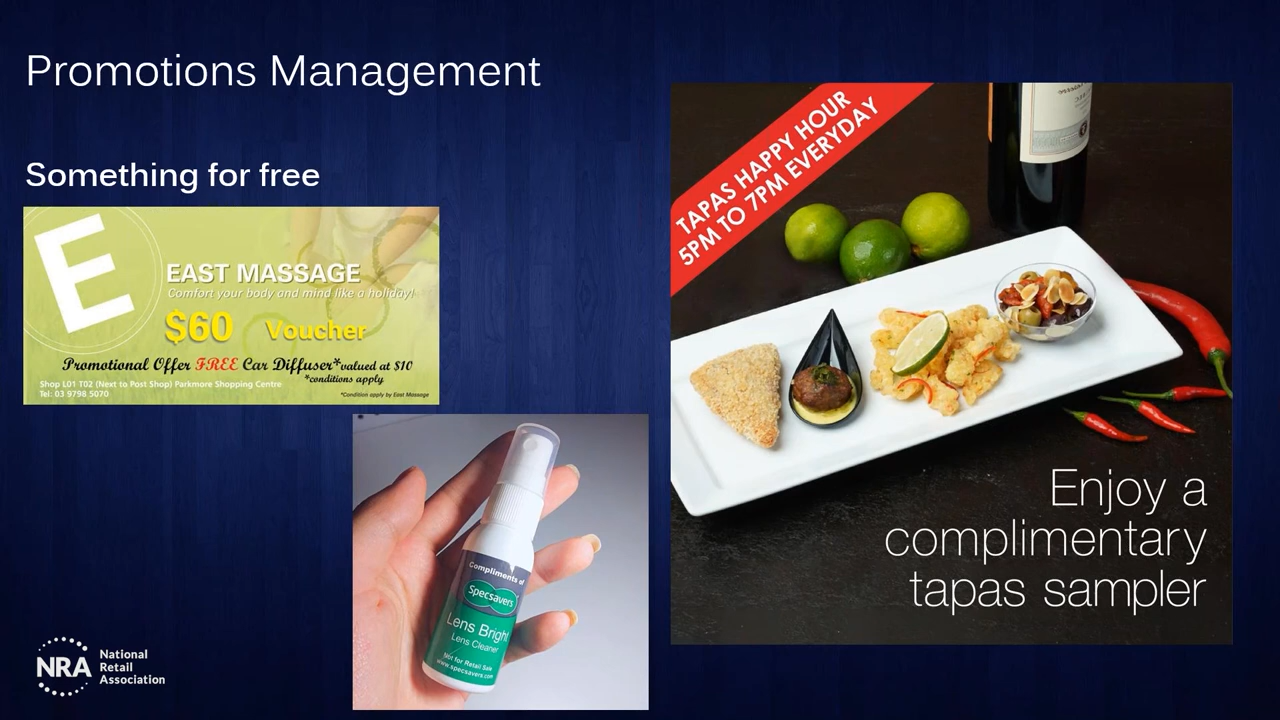 Promotions Management
Something for free
E
EAST MASSAGE
Comfort your body and mind like a holiday!
$60 Voucher
Promotional Offer FREE Car Diffuser*valued at $10
*conditions apply
Shop L01 T02 (Next to Post Shop) Parkmore Shopping Centre
Tel: 03 9798 5070
*Condition apply by East Massage
Compliments of
Specsavers
Lens Bright
Lens Cleaner
Not for Retail Sale
www.specsavers.com
TAPAS HAPPY HOUR
5PM TO 7PM EVERYDAY
Enjoy a
complimentary
tapas sampler
NRA
National
Retail
Association